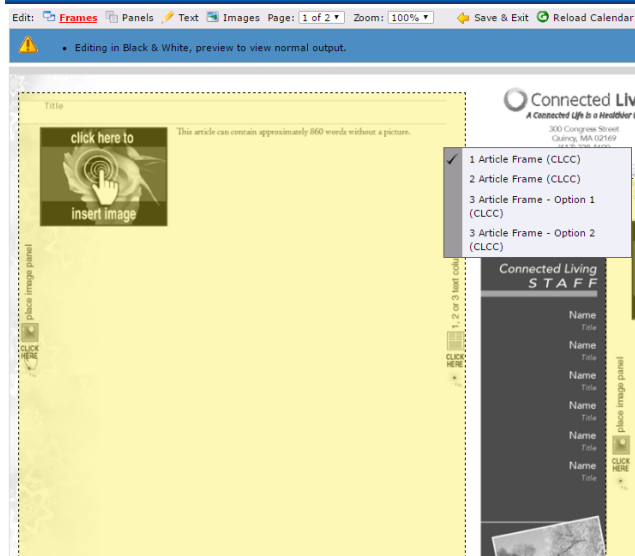 Edit: Frames Panels Text Images Page: 1 of 2 Zoom: 100% Save & Exit Reload Calendar
Editing in Black & White, preview to view normal output.
Title
click here to
insert image
This article can contain approximately 860 words without a picture.
place image panel
CLICK
HERE
1, 2 or 3 text colu
CLICK
HERE
Connected Liv
A Connected Life is a Healthier
300 Congress Street
Quincy, MA 02169
1 Article Frame (CLCC)
2 Article Frame (CLCC)
3 Article Frame - Option 1
(CLCC)
3 Article Frame - Option 2
(CLCC)
Connected Living
STAFF
Name
Title
Name
Title
Name
Title
Name
Title
Name
Title
Name
Title
place image panel
CLICK
HERE